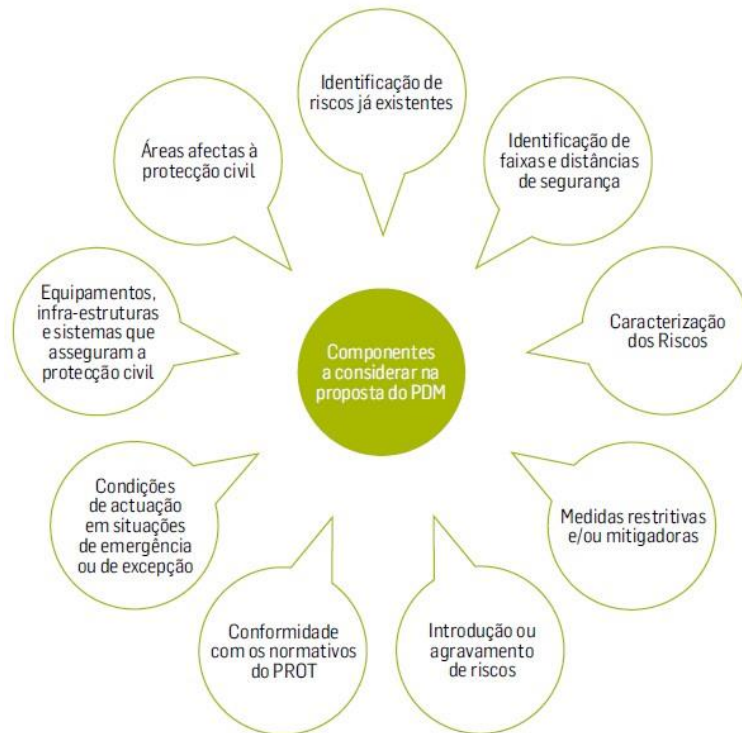 Identificação de
riscos já existentes
Identificação de
faixas e distâncias
de segurança
Caracterização
dos Riscos
Medidas restritivas
e/ou mitigadoras
Introdução ou
agravamento
de riscos
Conformidade
com os normativos
do PROT
Condições
de actuação
em situações
de emergência
ou de excepção
Equipamentos,
infra-estruturas
e sistemas que
asseguram a
protecção civil
Áreas afectas à
protecção civil
Componentes
a considerar na
proposta do PDM